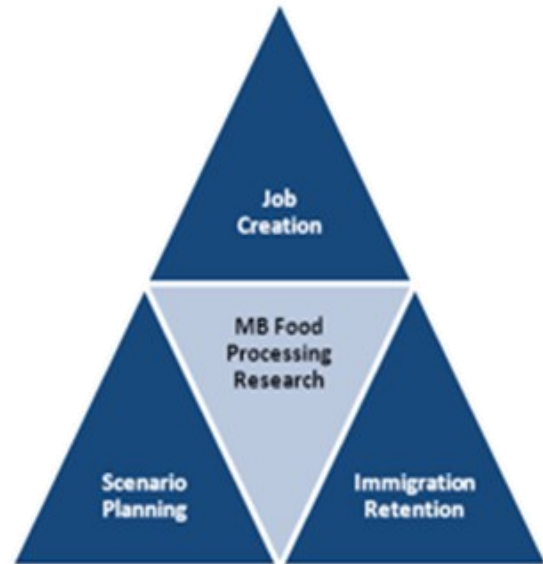 Job
Creation
MB Food
Processing
Research
Scenario
Planning
Immigration
Retention